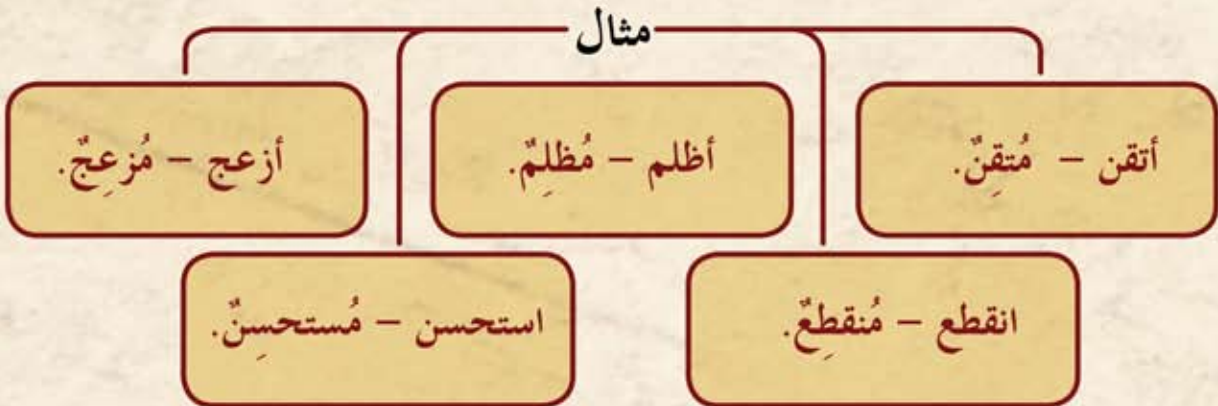 مثال
أتقن – مُتقِنٌ.
أظلم – مُظلِمٌ.
أزعج – مُزعِجٌ.
انقطع – مُنقطِعٌ.
استحسن – مُستحسِنٌ.